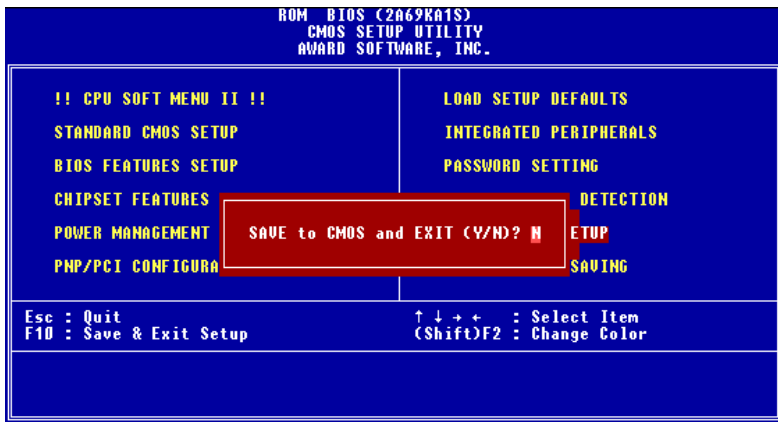 ROM BIOS (2A69KA1S)
CMOS SETUP UTILITY
AWARD SOFTWARE, INC.
!! CPU SOFT MENU II !!
STANDARD CMOS SETUP
BIOS FEATURES SETUP
CHIPSET FEATURES
POWER MANAGEMENT
PNP/PCI CONFIGURA
LOAD SETUP DEFAULTS
INTEGRATED PERIPHERALS
PASSWORD SETTING
DETECTION
ETUP
SAVING
SAVE to CMOS and EXIT (Y/N)? N
Esc : Quit
F10 : Save & Exit Setup
↑ ↓ → ← : Select Item
(Shift)F2 : Change Color